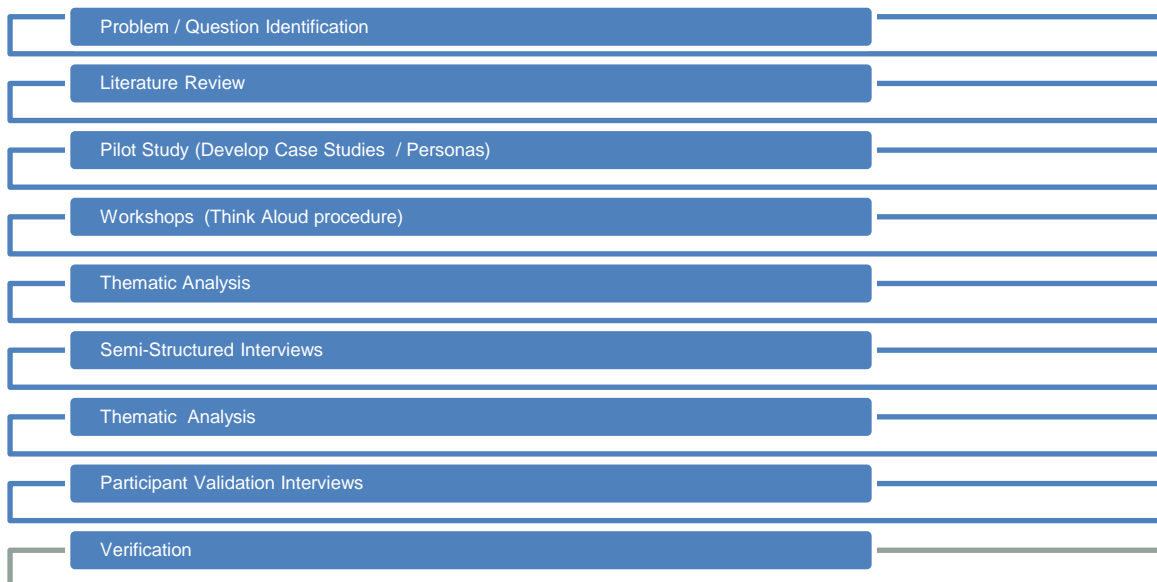 Problem / Question Identification
Literature Review
Pilot Study (Develop Case Studies / Personas)
Workshops (Think Aloud procedure)
Thematic Analysis
Semi-Structured Interviews
Thematic Analysis
Participant Validation Interviews
Verification